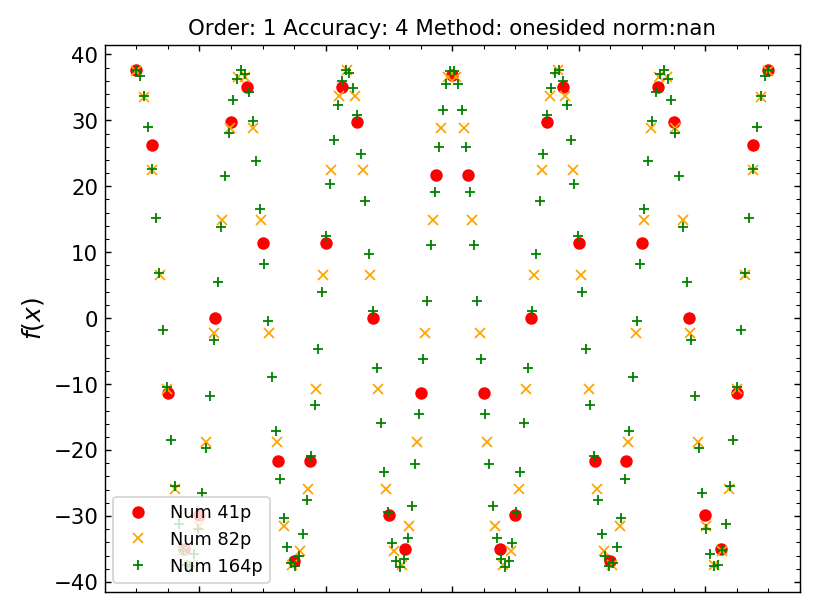 Order: 1 Accuracy: 4 Method: onesided norm:nan
40
30
20
10
0
−10
−20
−30
−40
f(x)
Num 41p
Num 82p
Num 164p